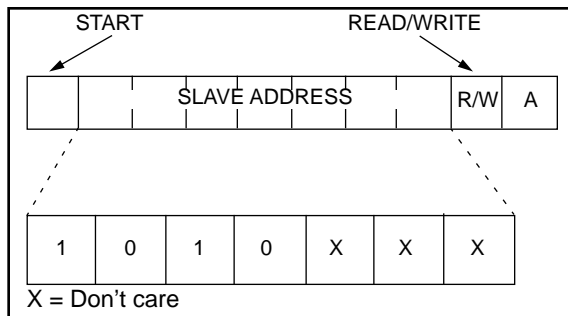 START READ/WRITE
SLAVE ADDRESS R/W A
1 0 1 0 X X X
X = Don't care